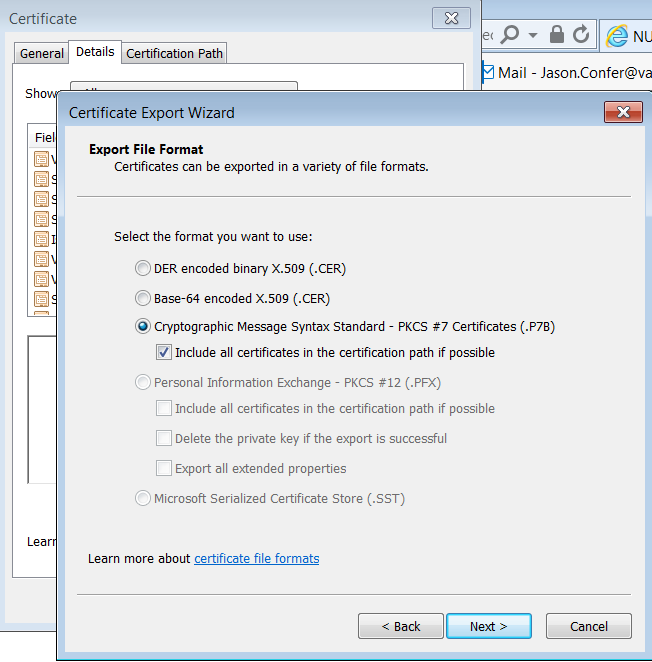 Certificate
General Details Certification Path
NU
Mail - Jason.Confer@va
Show
Certificate Export Wizard
Export File Format
Certificates can be exported in a variety of file formats.
Select the format you want to use:
DER encoded binary X.509 (.CER)
Base-64 encoded X.509 (.CER)
Cryptographic Message Syntax Standard - PKCS #7 Certificates (.P7B)
Include all certificates in the certification path if possible
Personal Information Exchange - PKCS #12 (.PFX)
Include all certificates in the certification path if possible
Delete the private key if the export is successful
Export all extended properties
Microsoft Serialized Certificate Store (.SST)
Learn more about certificate file formats
Learn
< Back Next > Cancel